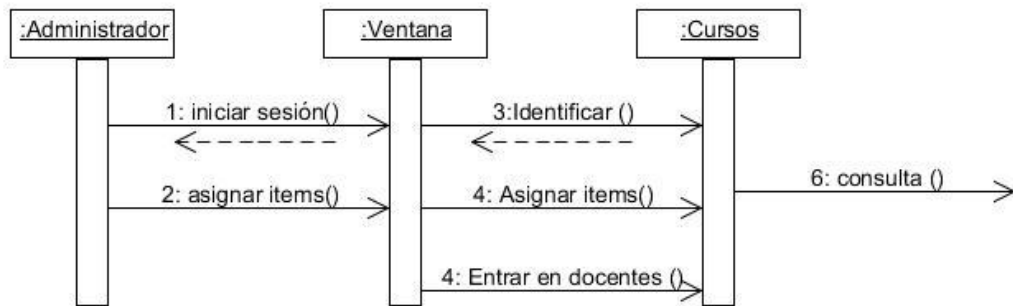 :Administrador
:Ventana
:Cursos
1: iniciar sesión()
3:Identificar ()
6: consulta ()
2: asignar items()
4: Asignar items()
4: Entrar en docentes ()